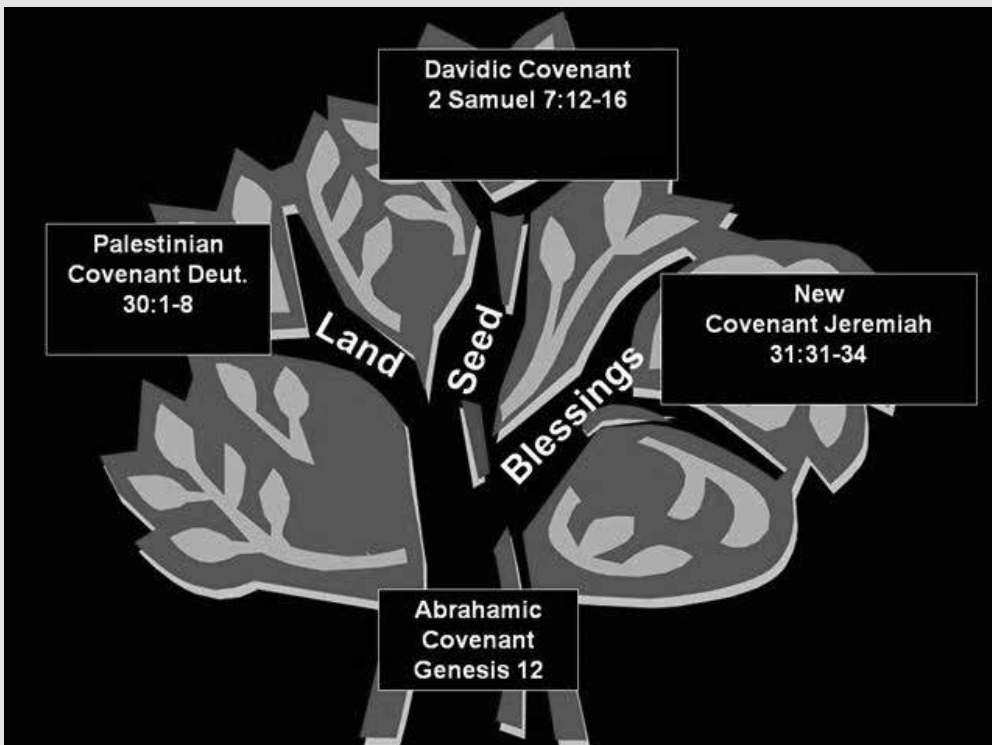 Davidic Covenant
2 Samuel 7:12-16
Palestinian
Covenant Deut.
30:1-8
New
Covenant Jeremiah
31:31-34
Land
Seed
Blessings
Abrahamic
Covenant
Genesis 12